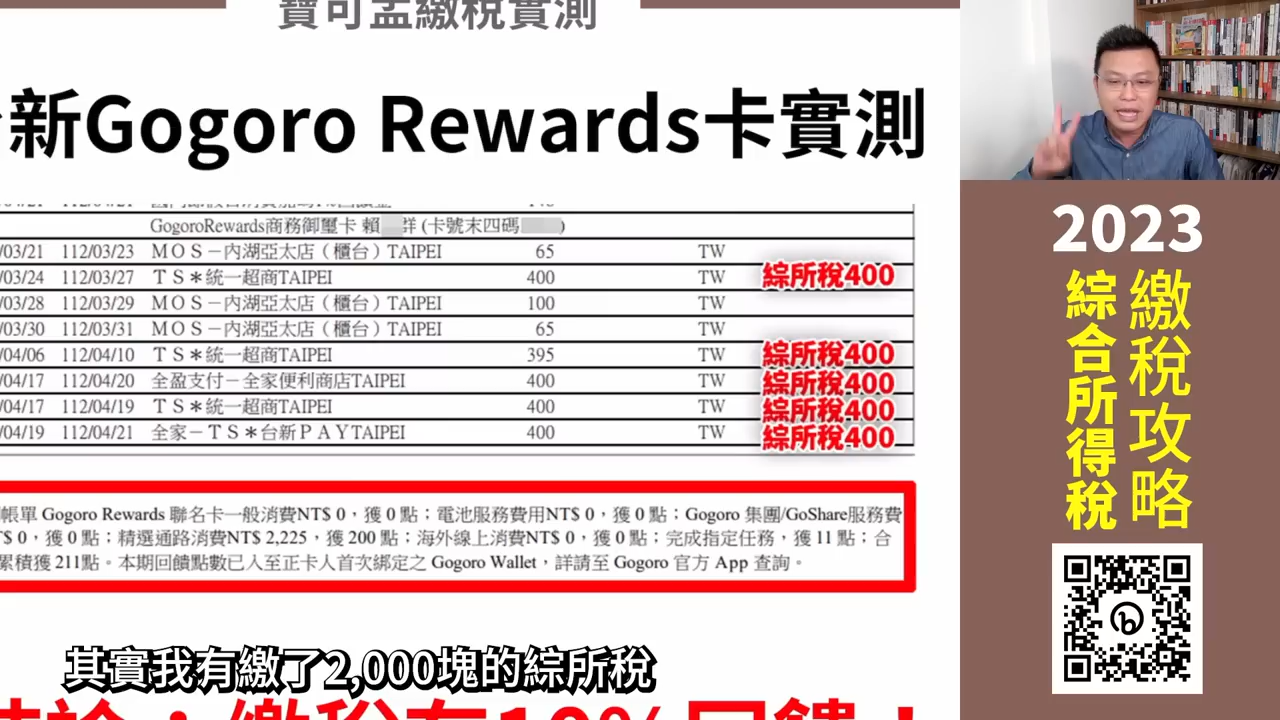 寶可孟繳稅實測
新Gogoro Rewards卡實測
GogoroRewards商務御璽卡 賴 群 (卡號末四碼 )
/03/21 112/03/23 ＭＯＳ－內湖亞太店（櫃台）TAIPEI 65 TW
/03/24 112/03/27 ＴＳ＊統一超商TAIPEI 400 TW 綜所稅400
/03/28 112/03/29 ＭＯＳ－內湖亞太店（櫃台）TAIPEI 100 TW
/03/30 112/03/31 ＭＯＳ－內湖亞太店（櫃台）TAIPEI 65 TW
/04/06 112/04/10 ＴＳ＊統一超商TAIPEI 395 TW 綜所稅400
/04/17 112/04/20 全盈支付－全家便利商店TAIPEI 400 TW 綜所稅400
/04/17 112/04/19 ＴＳ＊統一超商TAIPEI 400 TW 綜所稅400
/04/19 112/04/21 全家－ＴＳ＊台新ＰＡＹTAIPEI 400 TW 綜所稅400
帳單 Gogoro Rewards 聯名卡一般消費NT$ 0，獲 0 點；電池服務費用NT$ 0，獲 0 點；Gogoro 集團/GoShare服務費
$ 0，獲 0 點；精選通路消費NT$ 2,225，獲 200 點；海外線上消費NT$ 0，獲 0 點；完成指定任務，獲 11 點；合
累積獲 211點。本期回饋點數已入至正卡人首次綁定之 Gogoro Wallet，詳請至 Gogoro 官方 App 查詢。
其實我有繳了2,000塊的綜所稅
結論：繳稅有10%回饋！
2023
繳稅攻略
綜合所得稅